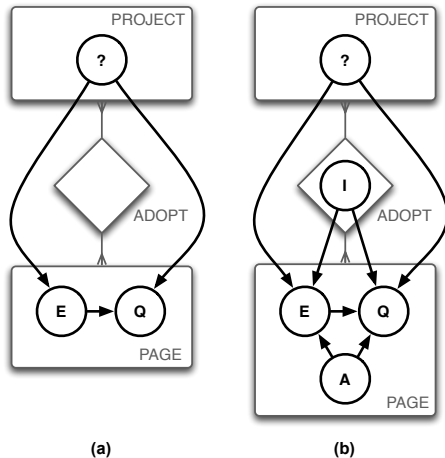 PROJECT
?
ADOPT
E
Q
PAGE
(a)
PROJECT
?
I
ADOPT
E
Q
A
PAGE
(b)